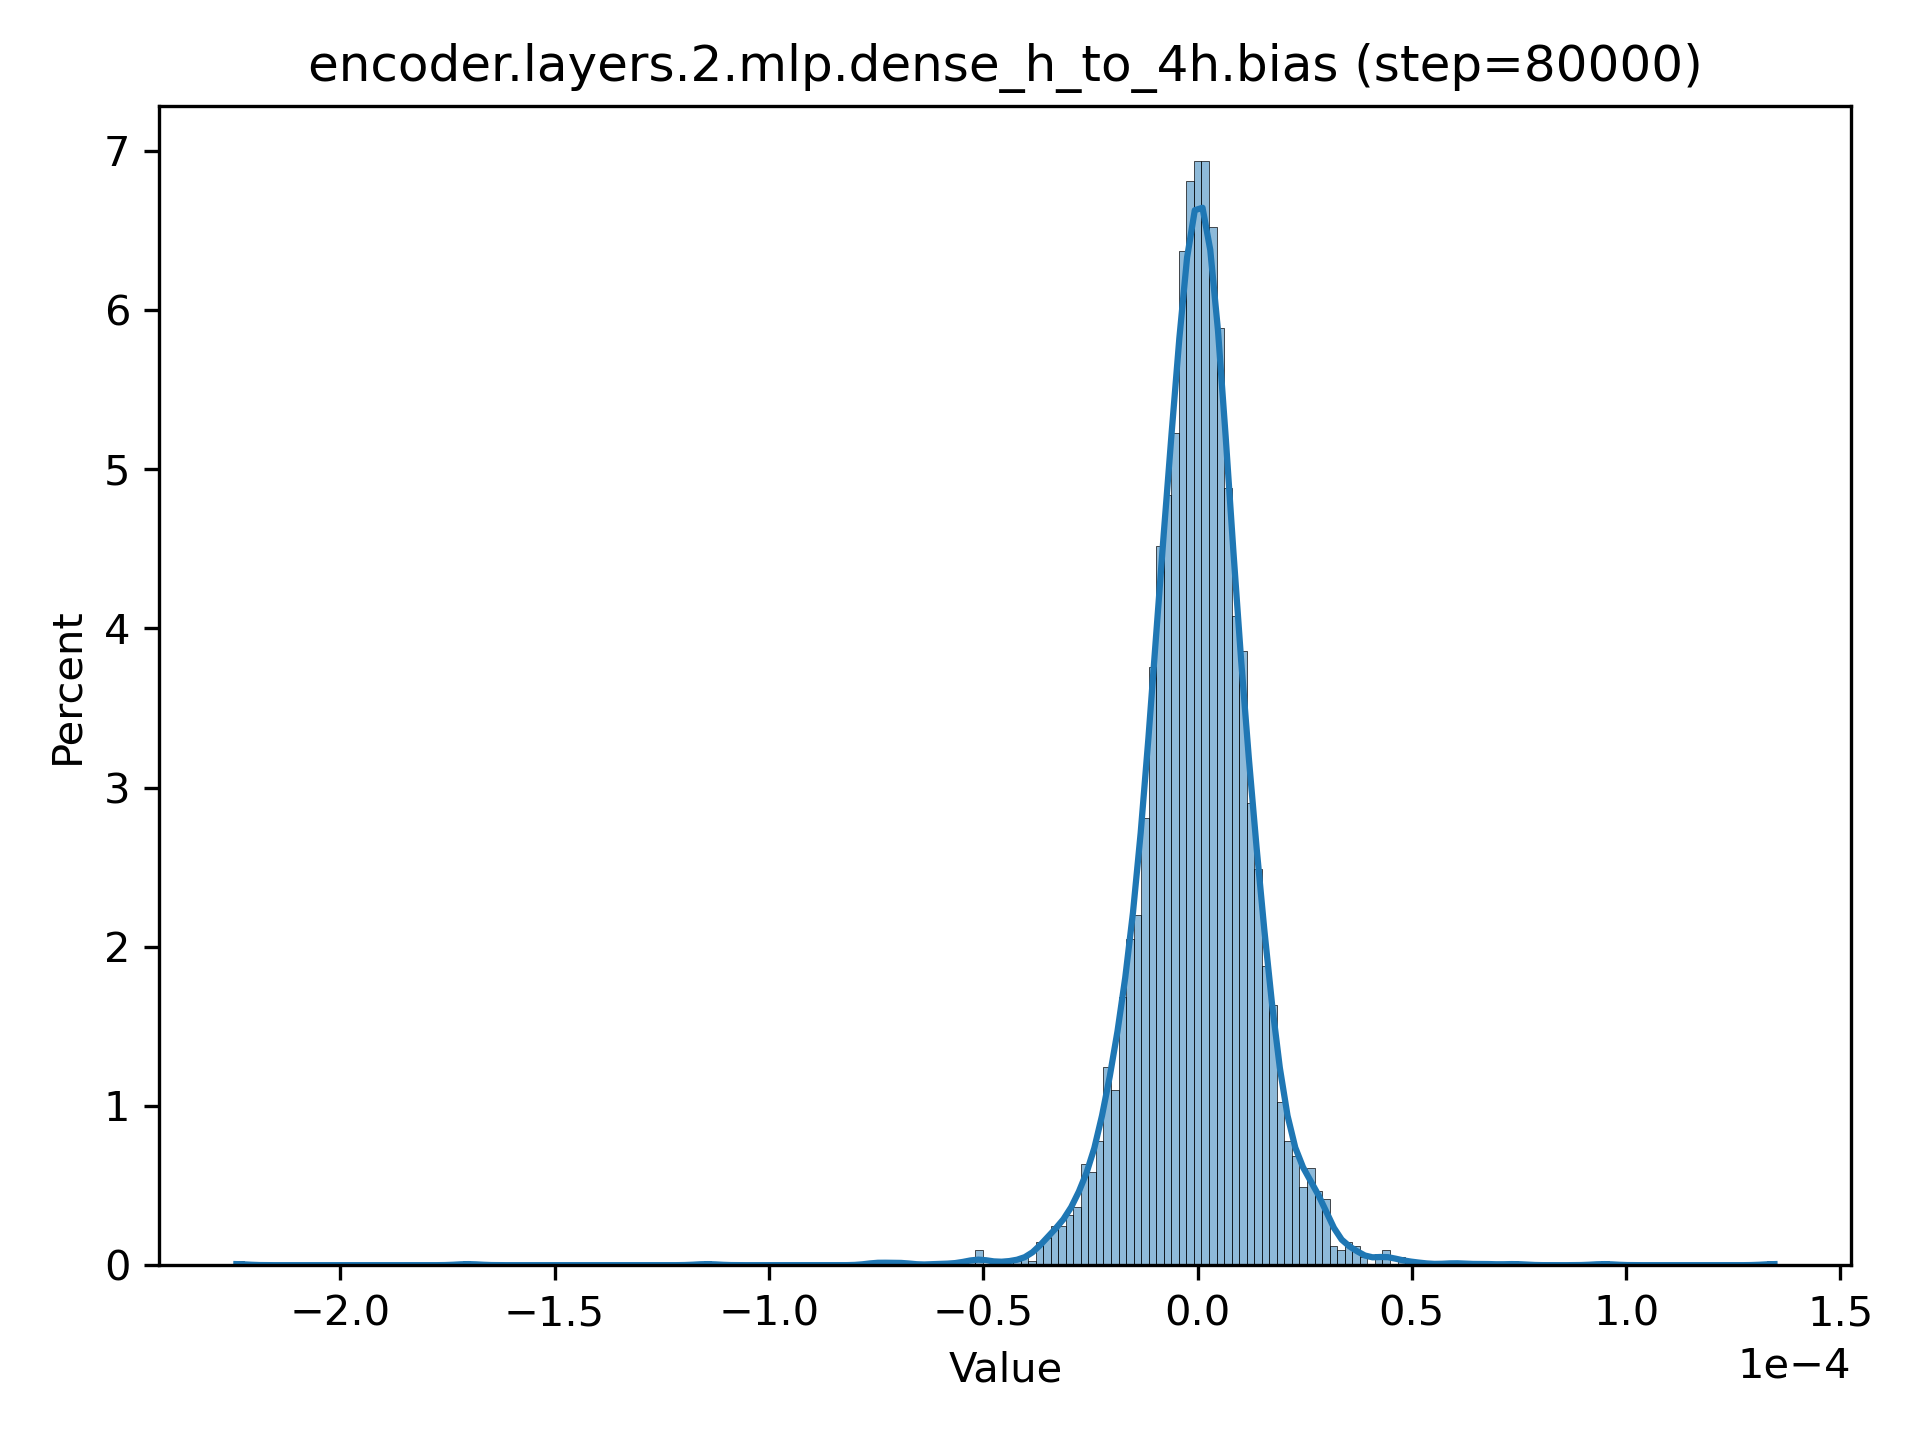 encoder.layers.2.mlp.dense_h_to_4h.bias (step=80000)
7
6
5
4
3
2
1
0
Percent
−2.0 −1.5 −1.0 −0.5 0.0 0.5 1.0 1.5
1e−4
Value